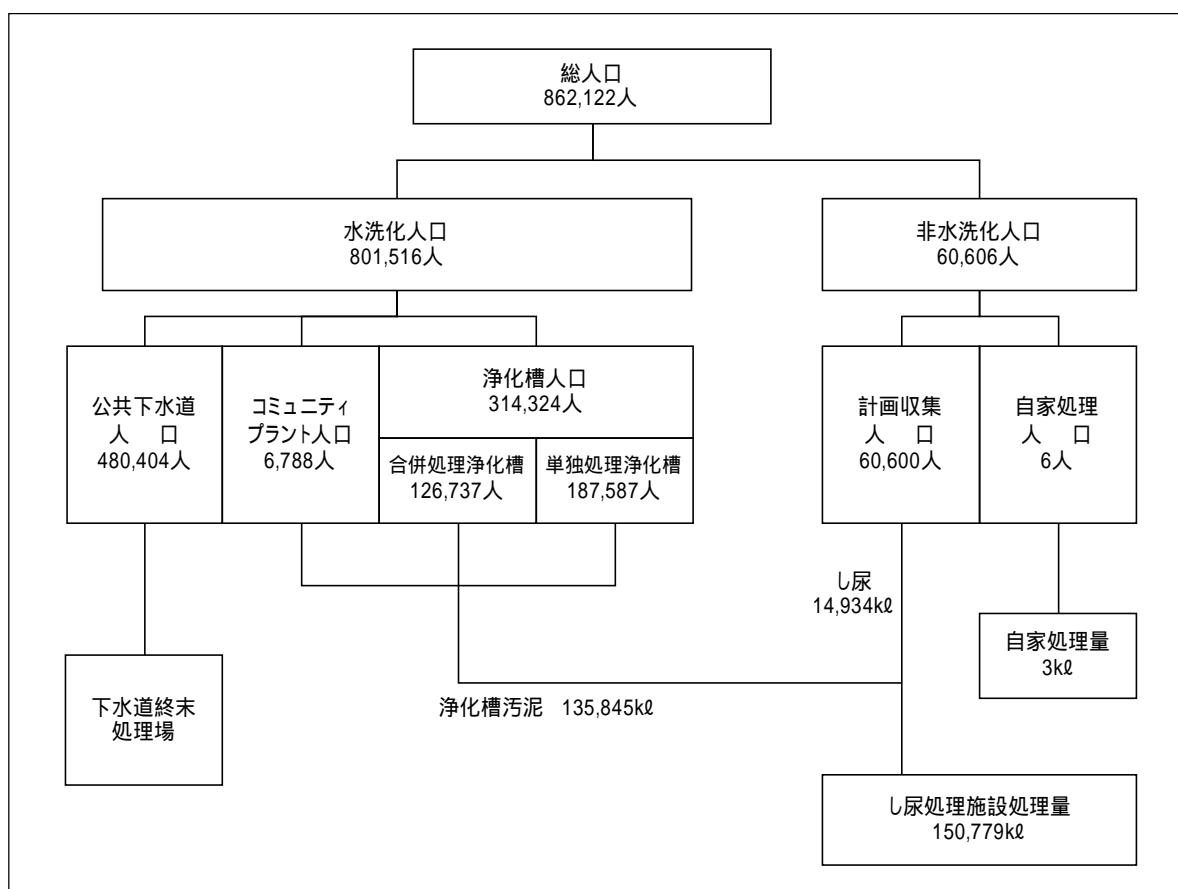 総人口
862,122人
水洗化人口
801,516人
非水洗化人口
60,606人
公共下水道
人　口
480,404人
コミュニティ
プラント人口
6,788人
浄化槽人口
314,324人
合併処理浄化槽
126,737人
単独処理浄化槽
187,587人
計画収集
人　口
60,600人
自家処理
人　口
6人
し尿
14,934kℓ
自家処理量
3kℓ
下水道終末
処理場
浄化槽汚泥　135,845kℓ
し尿処理施設処理量
150,779kℓ